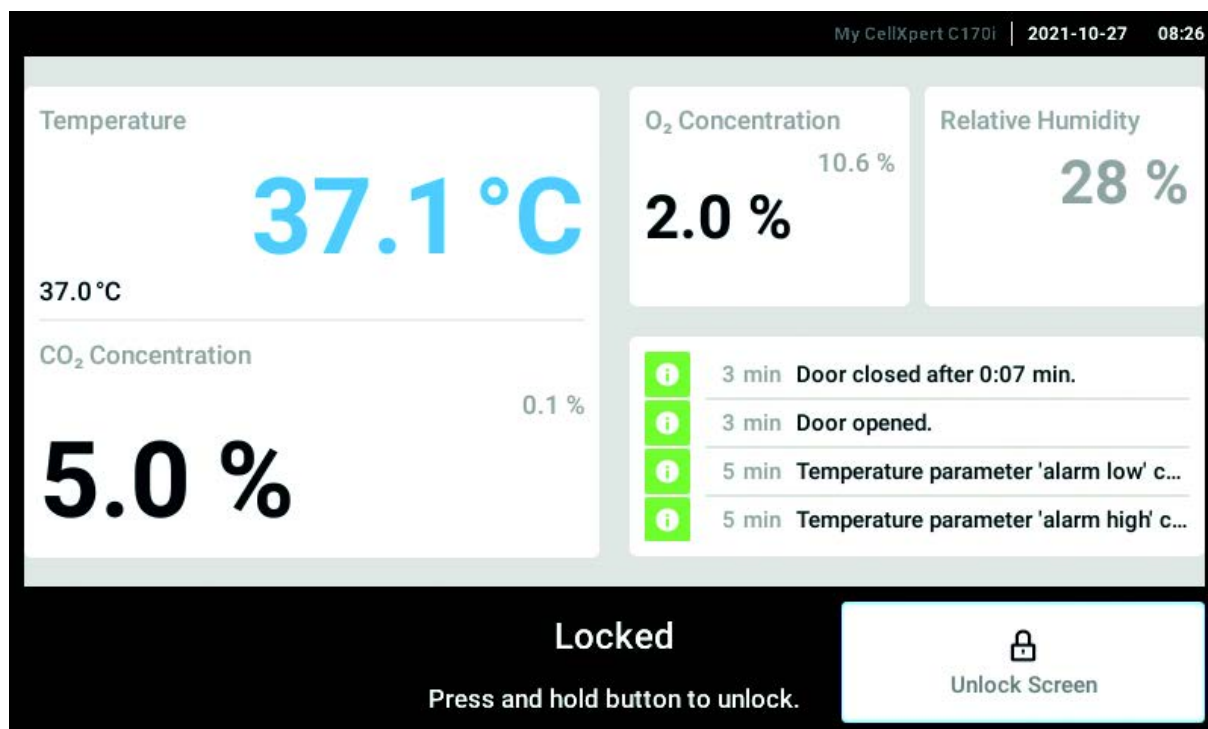 My CellXpert C170i | 2021-10-27 08:26
Temperature
37.1°C
37.0°C
CO₂ Concentration
0.1 %
5.0 %
O₂ Concentration
10.6 %
2.0 %
Relative Humidity
28 %
3 min Door closed after 0:07 min.
3 min Door opened.
5 min Temperature parameter 'alarm low' c...
5 min Temperature parameter 'alarm high' c...
Locked
Press and hold button to unlock.
Unlock Screen